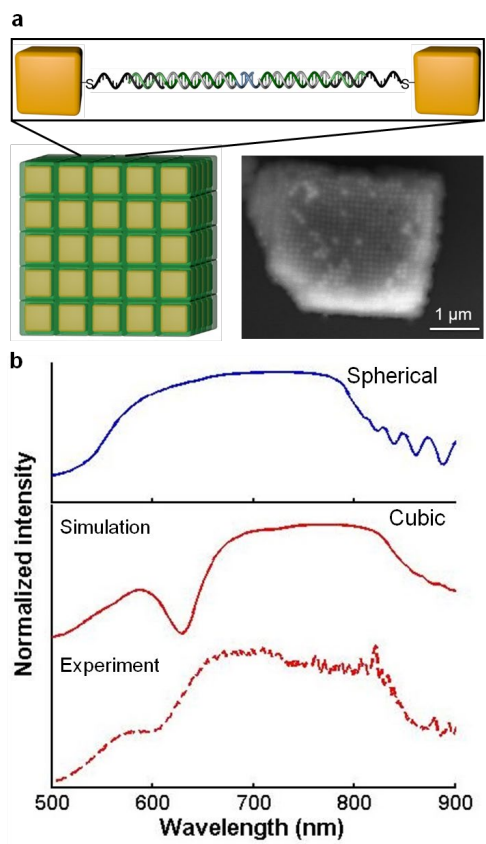 a
S S
1 µm
b
Spherical
Cubic
Simulation
Experiment
Normalized intensity
500 600 700 800 900
Wavelength (nm)